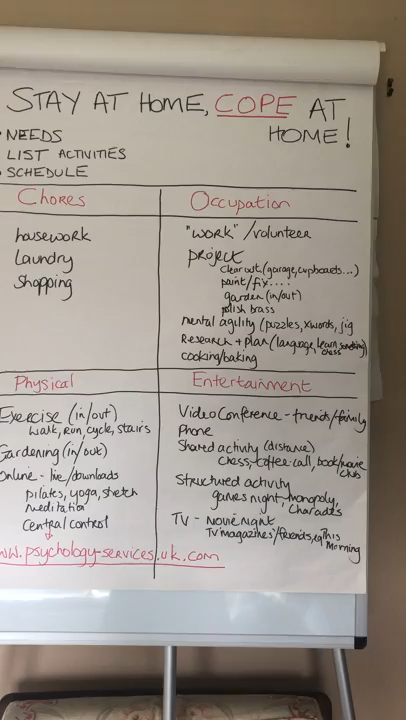 STAY AT HOME, COPE AT
HOME!
• NEEDS
LIST ACTIVITIES
• SCHEDULE
Chores
housework
Laundry
Shopping
Occupation
"WORK"/volunteer
project
clear out (garage, cupboards...)
paint/fix....
garden (in/out)
polish brass
mental agility (puzzles, xwords, jig
Research + plan (language, learn something)
chess
cooking/baking
Physical
Exercise (in/out)
walk, run, cycle, stairs
Gardening (in/out)
Online - live/downloads
pilates, yoga, stretch
meditation
Central control
Entertainment
Video Conference - friends/family
Phone
Shared activity (distance)
Chess, coffee-call, book/movie
club
Structured activity
games night, monopoly,
Charades
TV - movie night
TV magazines/friends, eg This
Morning
ww.psychology-services.uk.com